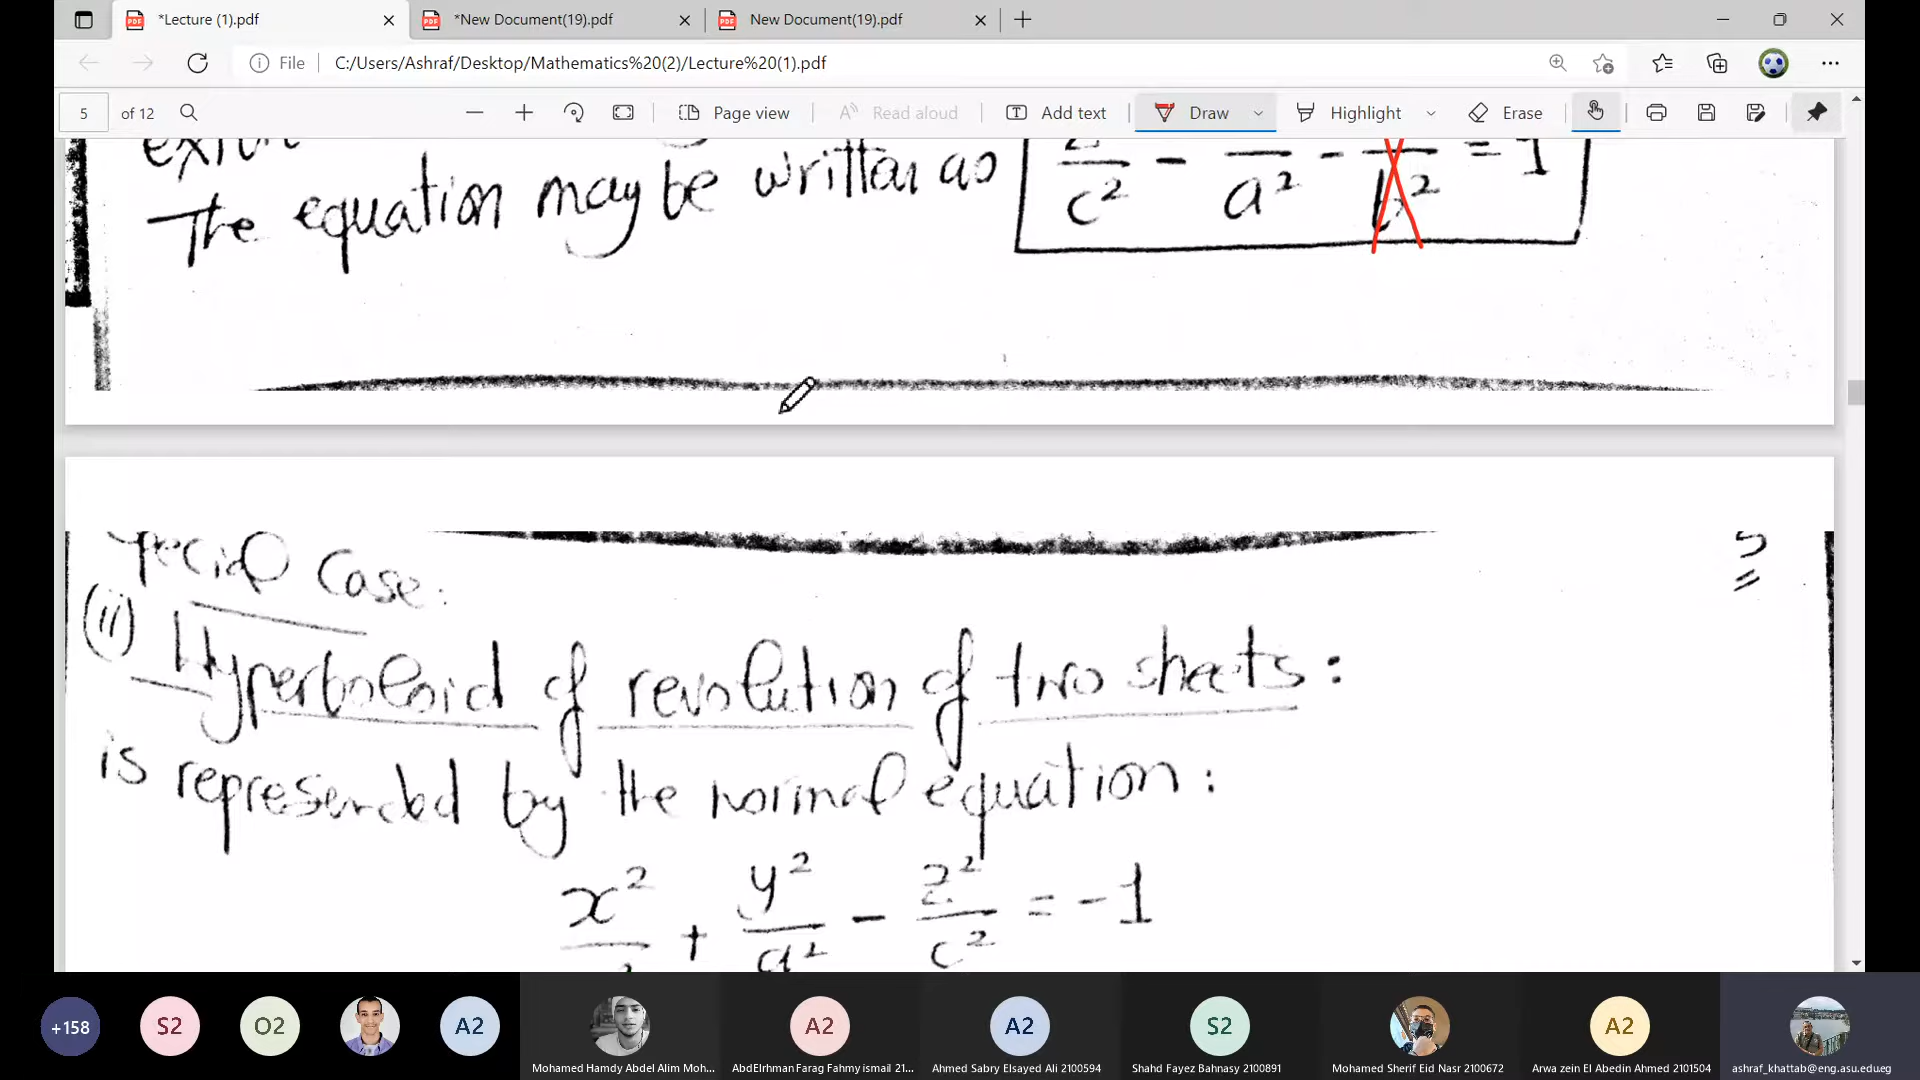 *Lecture (1).pdf
*New Document(19).pdf
New Document(19).pdf
File
C:/Users/Ashraf/Desktop/Mathematics%20(2)/Lecture%20(1).pdf
5 of 12
Page view
Read aloud
Add text
Draw
Highlight
Erase
The equation may be written as
c² - a² - b² = 1
Case:
(ii) Hyperboloid of revolution of two sheets:
is represented by the normal equation:
x² + y²/a² - z²/c² = -1
+158
S2
O2
A2
A2
A2
S2
A2
Mohamed Hamdy Abdel Alim Moh...
AbdElrhman Farag Fahmy ismail 21...
Ahmed Sabry Elsayed Ali 2100594
Shahd Fayez Bahnasy 2100891
Mohamed Sherif Eid Nasr 2100672
Arwa zein El Abedin Ahmed 2101504
ashraf_khattab@eng.asu.edueg